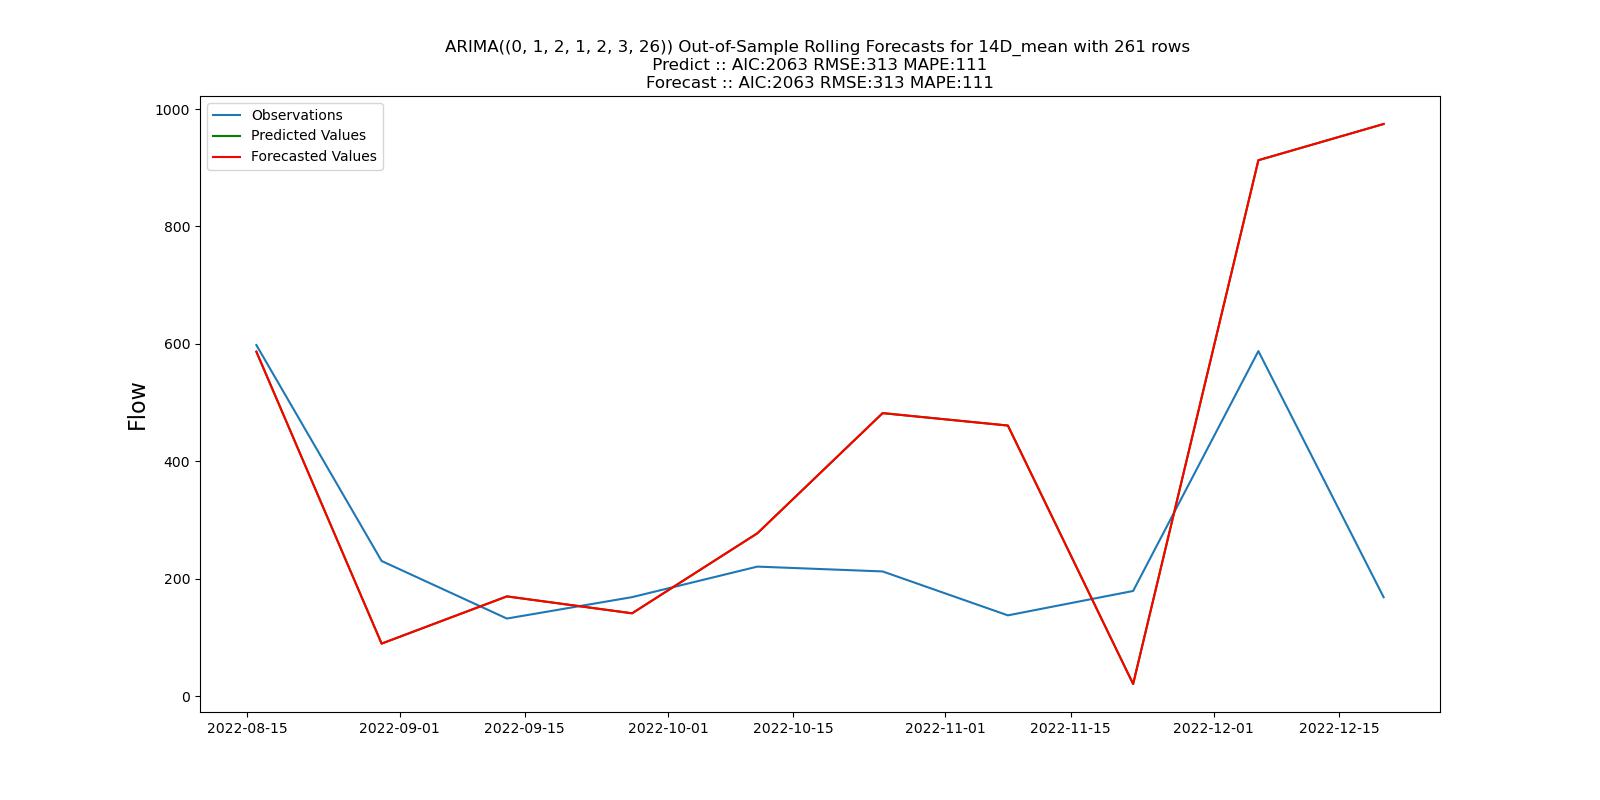 ARIMA((0, 1, 2, 1, 2, 3, 26)) Out-of-Sample Rolling Forecasts for 14D_mean with 261 rows
Predict :: AIC:2063 RMSE:313 MAPE:111
Forecast :: AIC:2063 RMSE:313 MAPE:111
Observations
Predicted Values
Forecasted Values
Flow
1000
800
600
400
200
0
2022-08-15 2022-09-01 2022-09-15 2022-10-01 2022-10-15 2022-11-01 2022-11-15 2022-12-01 2022-12-15